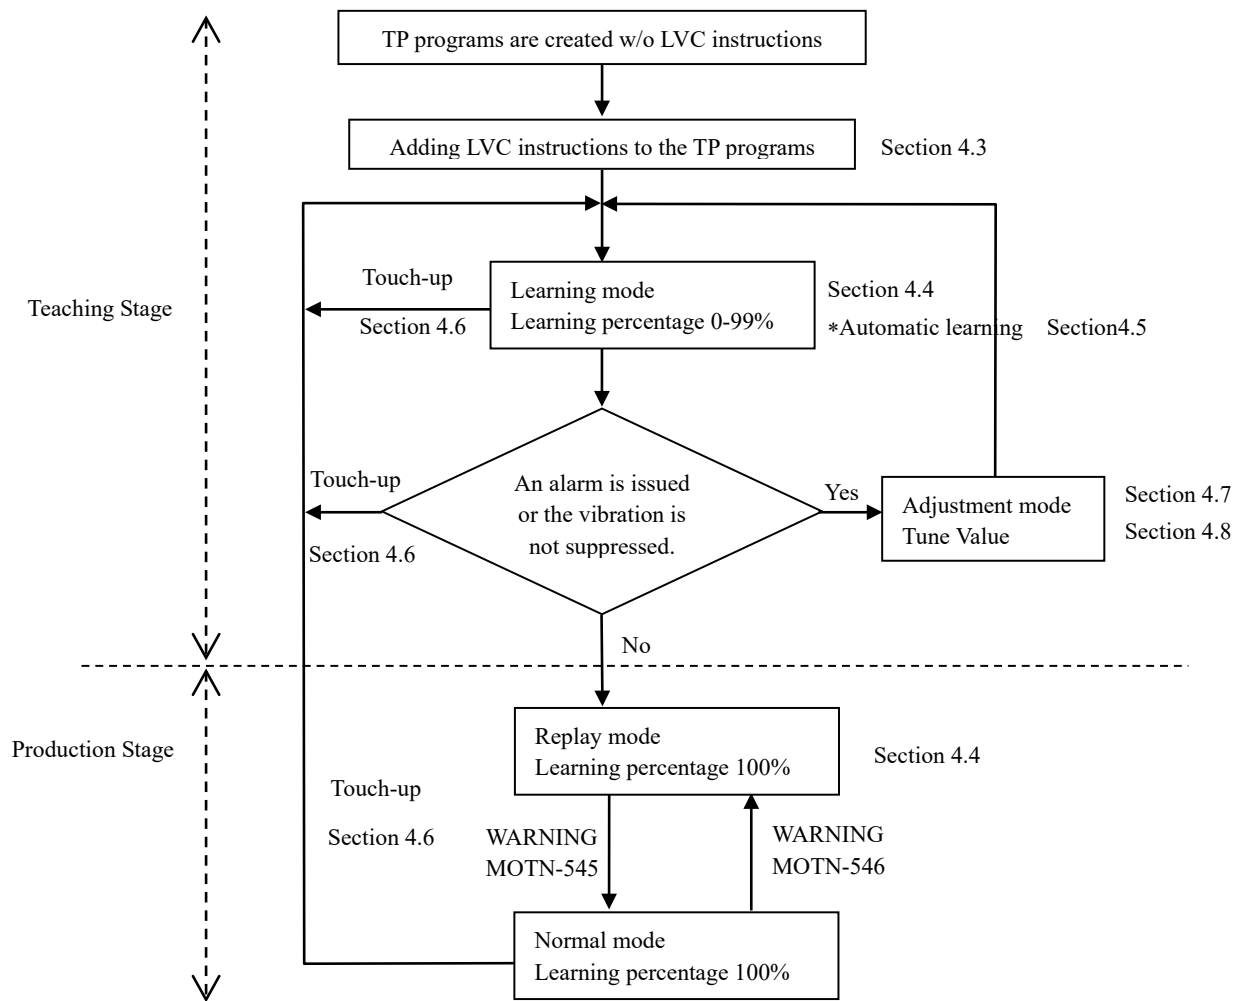 TP programs are created w/o LVC instructions
Adding LVC instructions to the TP programs
Section 4.3
Touch-up
Section 4.6
Learning mode
Learning percentage 0-99%
Section 4.4
*Automatic learning Section4.5
Teaching Stage
Touch-up
Section 4.6
An alarm is issued
or the vibration is
not suppressed.
Yes
Adjustment mode
Tune Value
Section 4.7
Section 4.8
No
Production Stage
Replay mode
Learning percentage 100%
Section 4.4
Touch-up
Section 4.6
WARNING
MOTN-545
WARNING
MOTN-546
Normal mode
Learning percentage 100%